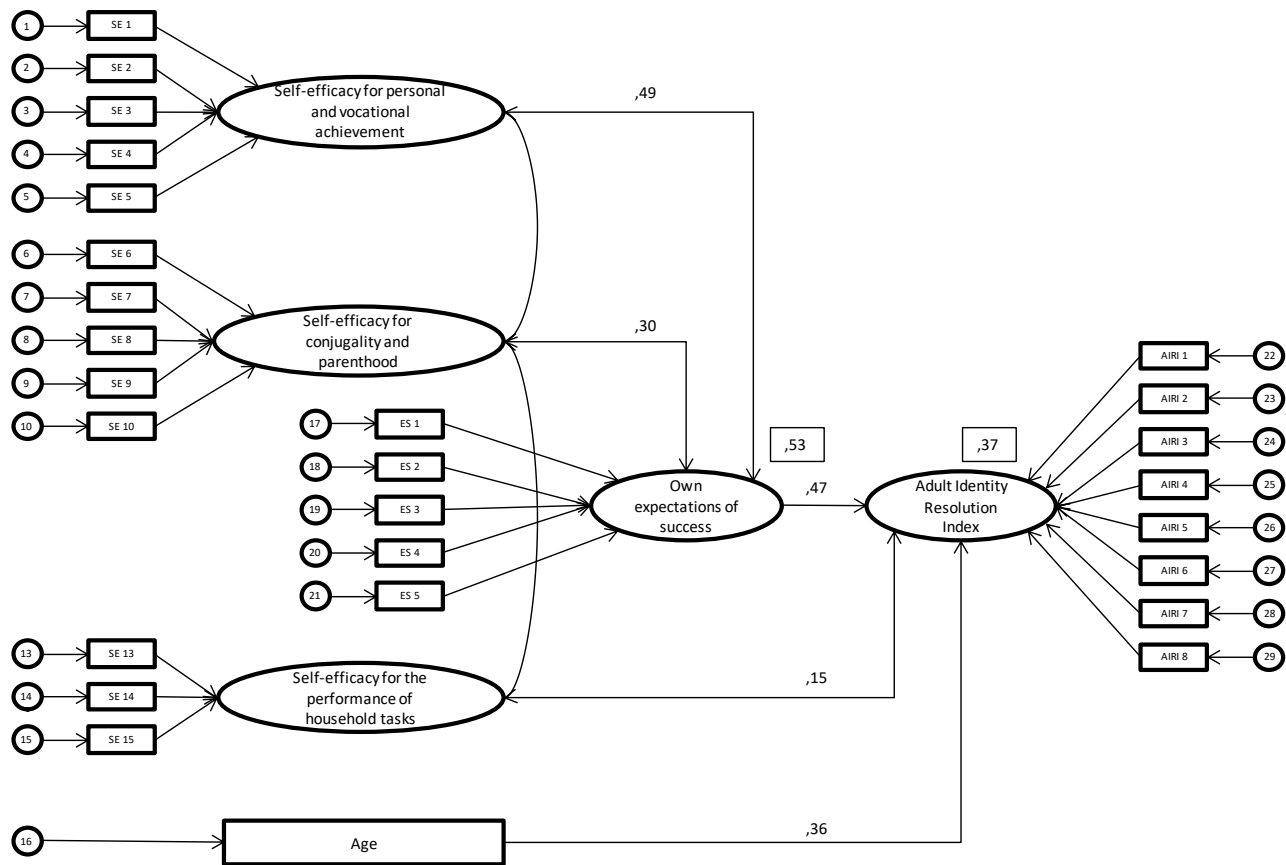 1
SE 1
2
SE 2
3
SE 3
4
SE 4
5
SE 5
Self-efficacy for personal
and vocational
achievement
,49
6
SE 6
7
SE 7
8
SE 8
9
SE 9
10
SE 10
Self-efficacy for
conjugality and
parenthood
,30
17
ES 1
18
ES 2
19
ES 3
20
ES 4
21
ES 5
Own
expectations of
success
,53
,47
,37
Adult Identity
Resolution
Index
AIRI 1
22
AIRI 2
23
AIRI 3
24
AIRI 4
25
AIRI 5
26
AIRI 6
27
AIRI 7
28
AIRI 8
29
13
SE 13
14
SE 14
15
SE 15
Self-efficacy for the
performance of
household tasks
,15
16
Age
,36